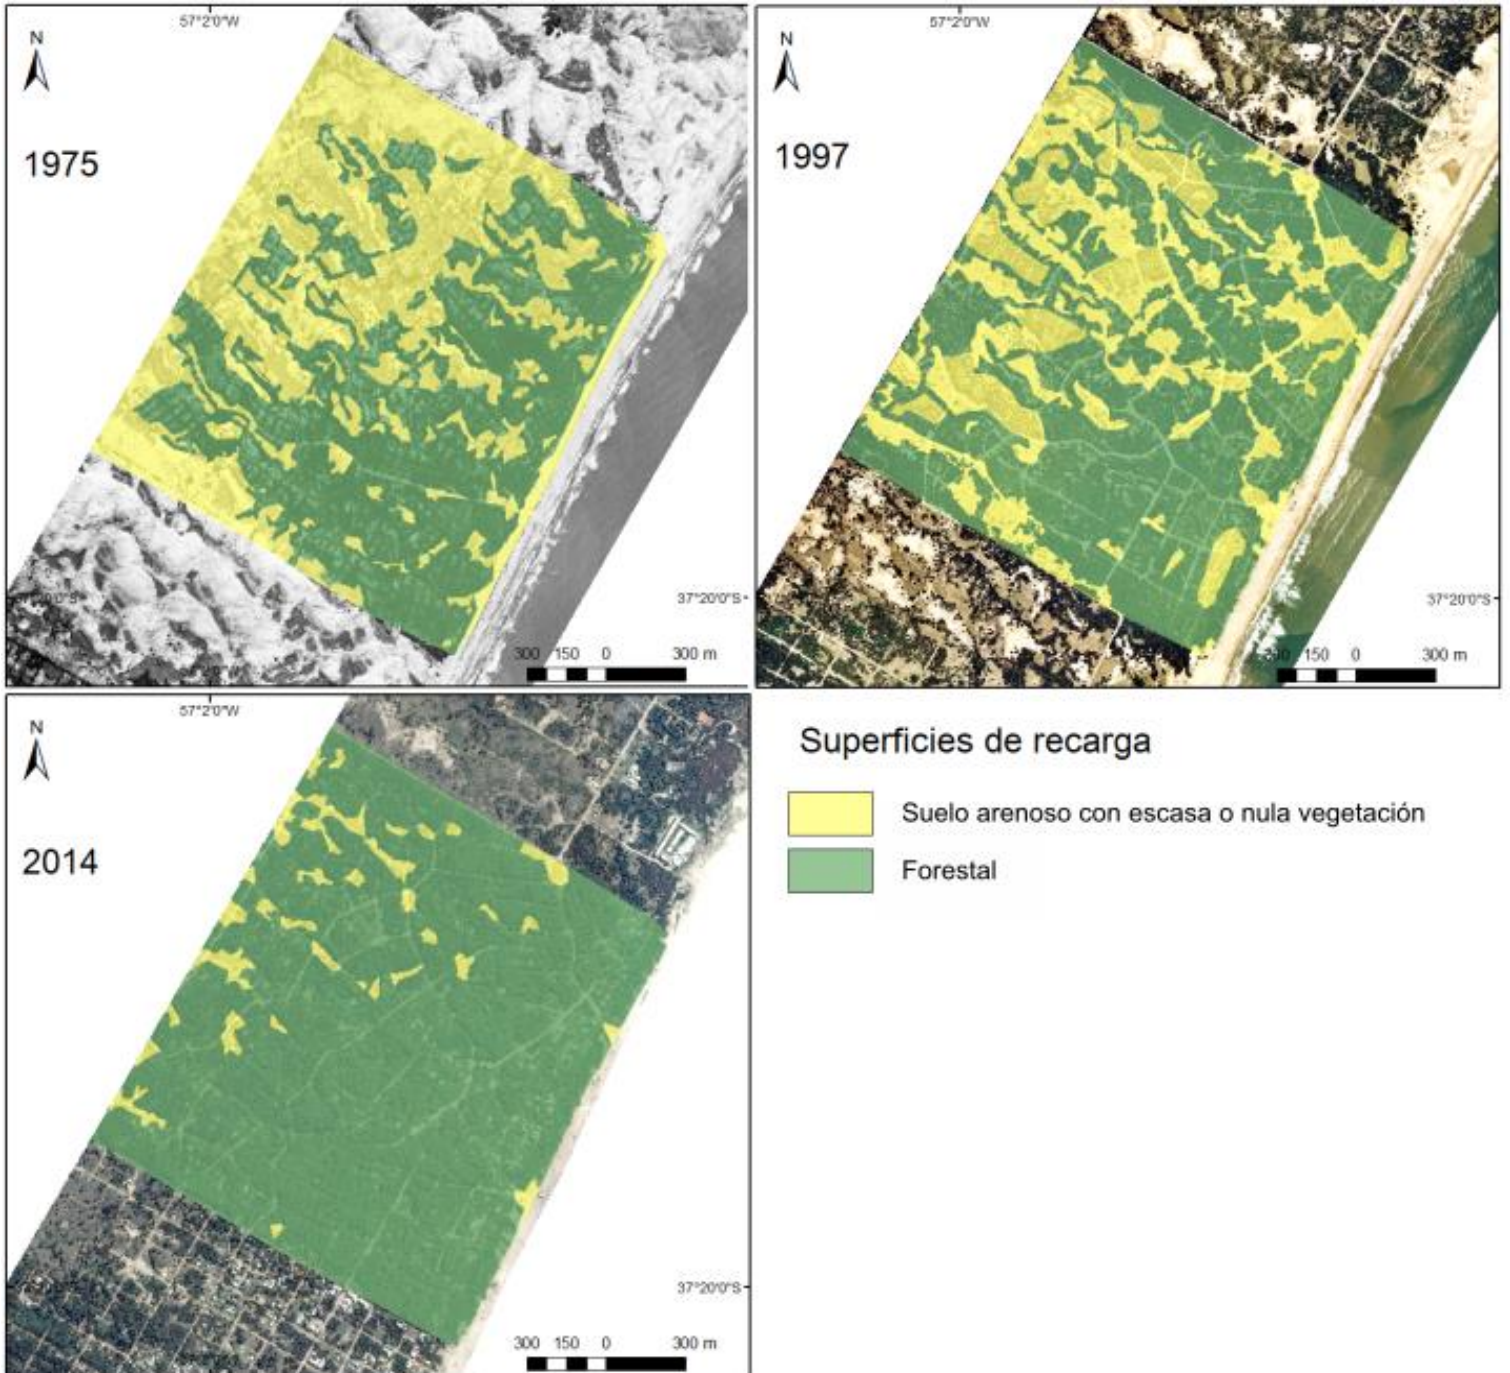 57°2'0"W
N
1975
37°20'0"S
300 150 0 300 m
57°2'0"W
N
1997
37°20'0"S
150 0 300 m
57°2'0"W
N
2014
37°20'0"S
300 150 0 300 m
Superficies de recarga
Suelo arenoso con escasa o nula vegetación
Forestal